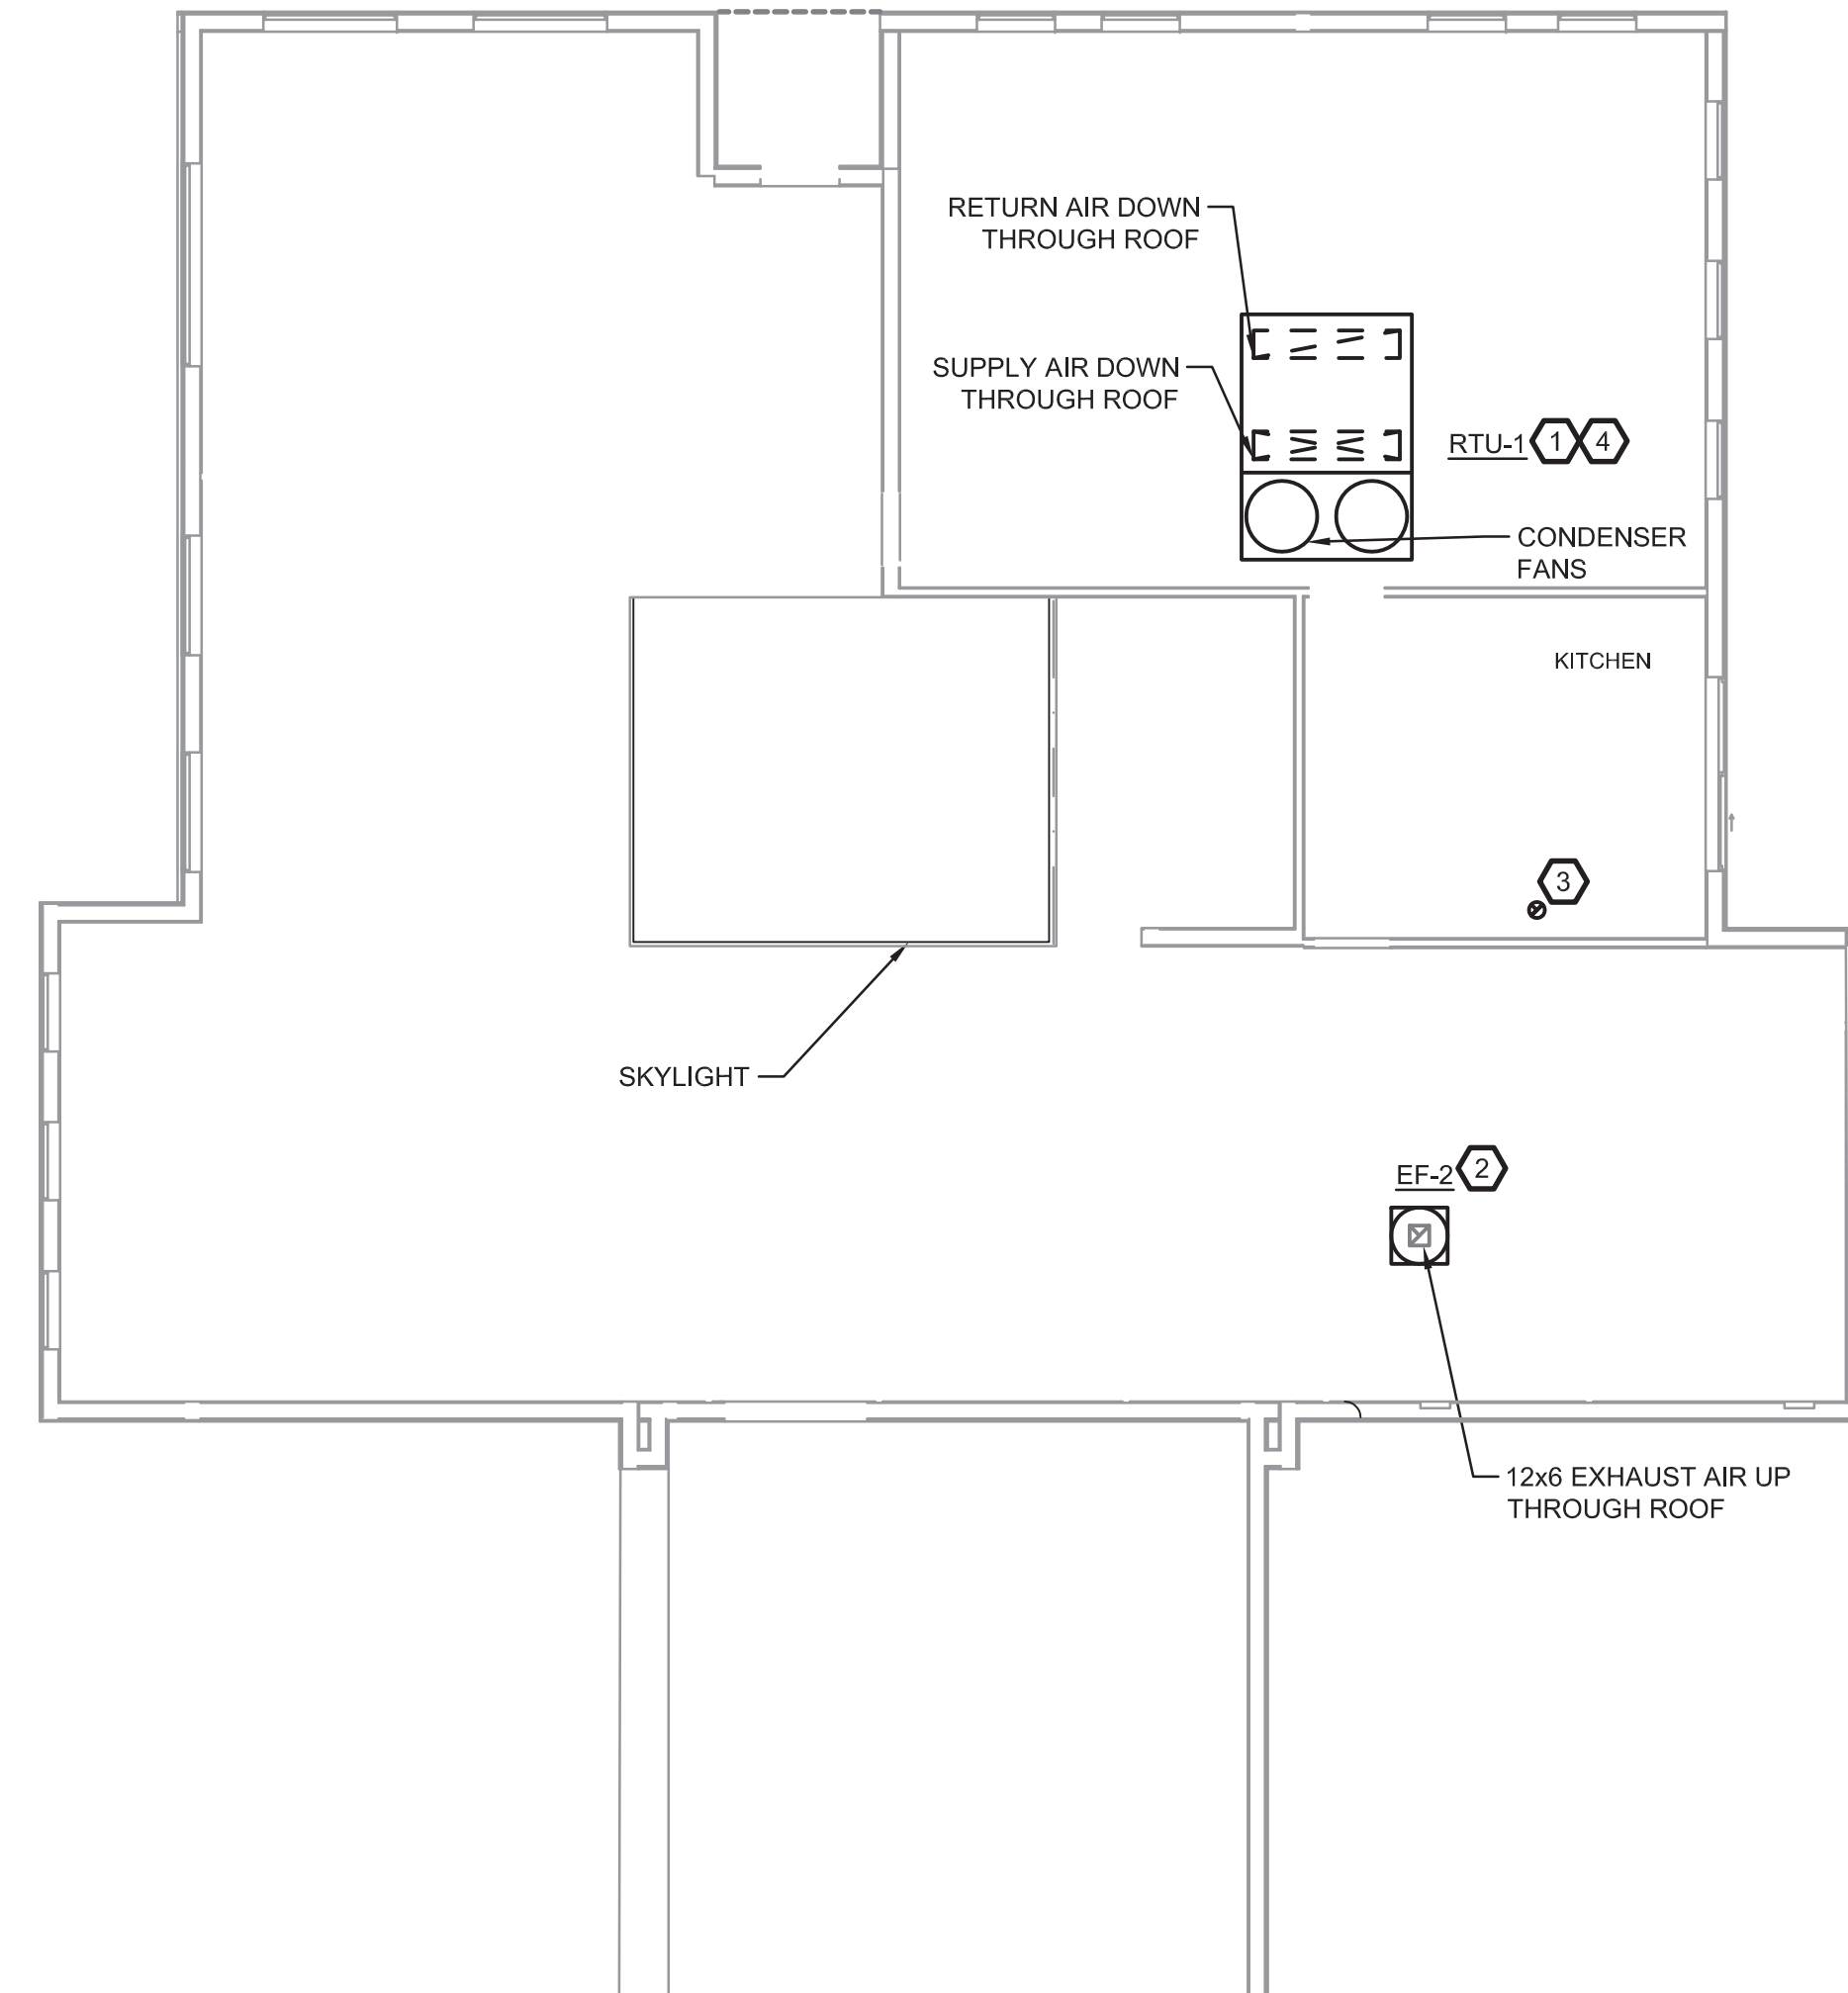 RETURN AIR DOWN
THROUGH ROOF
SUPPLY AIR DOWN
THROUGH ROOF
RTU-1 1 4
CONDENSER
FANS
KITCHEN
3
SKYLIGHT
EF-2 2
12x6 EXHAUST AIR UP
THROUGH ROOF